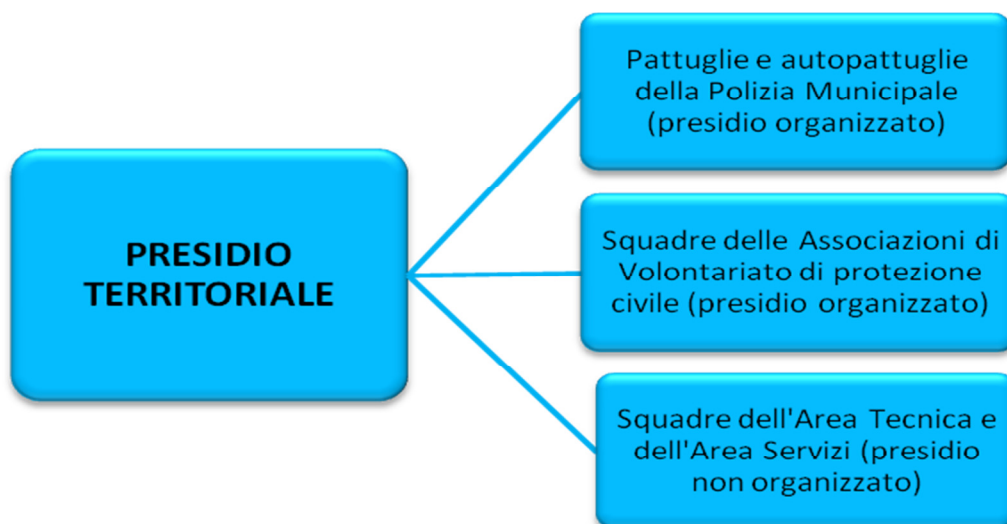 PRESIDIO
TERRITORIALE
Pattuglie e autopattuglie
della Polizia Municipale
(presidio organizzato)
Squadre delle Associazioni di
Volontariato di protezione
civile (presidio organizzato)
Squadre dell'Area Tecnica e
dell'Area Servizi (presidio
non organizzato)